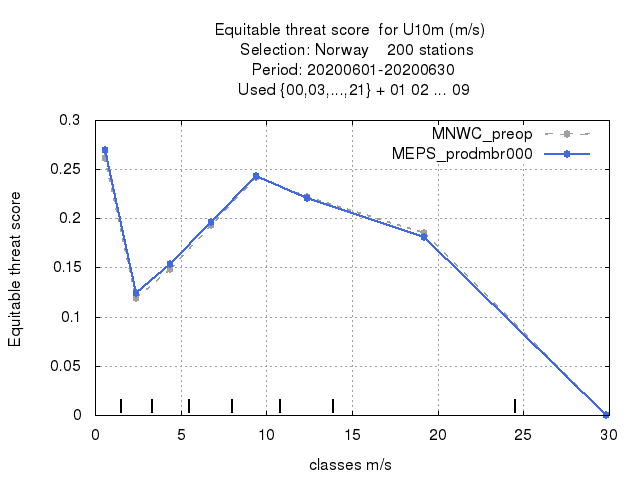 Equitable threat score  for U10m (m/s)
Selection: Norway    200 stations
Period: 20200601-20200630
Used {00,03,...,21} + 01 02 ... 09
MNWC_preop
MEPS_prodmbr000
0.3
0.25
0.2
0.15
0.1
0.05
0
Equitable threat score
0 5 10 15 20 25 30
classes m/s